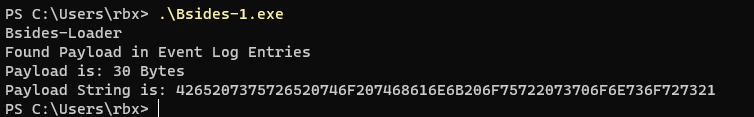 PS C:\Users\rbx> .\Bsides-1.exe
Bsides-Loader
Found Payload in Event Log Entries
Payload is: 30 Bytes
Payload String is: 4265207375726520746F207468616E6B206F75722073706F6E736F727321
PS C:\Users\rbx>